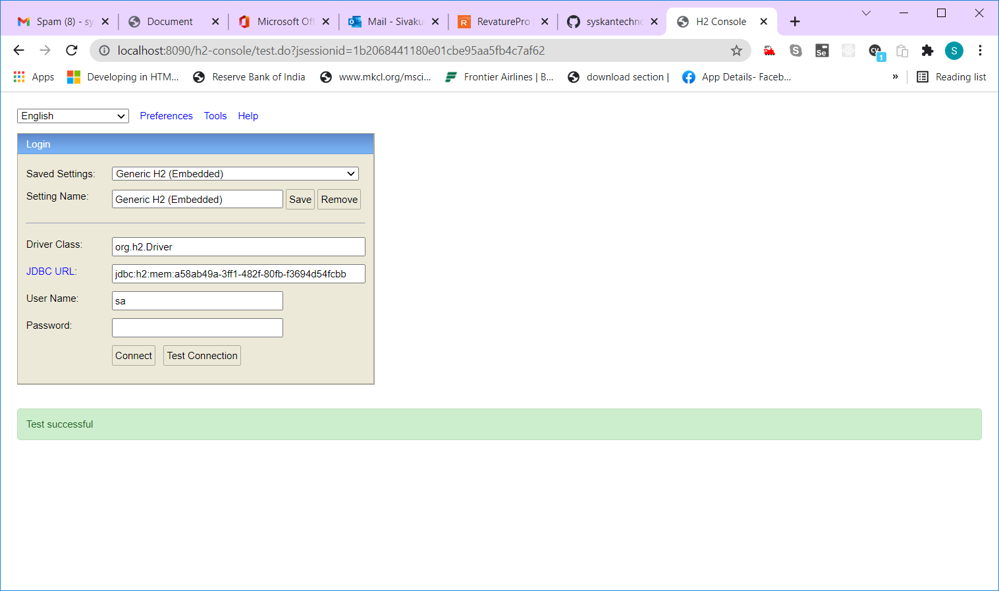 Spam (8) - sy
Document
Microsoft Off
Mail - Sivaku
RevaturePro
syskantechno
H2 Console
localhost:8090/h2-console/test.do?jsessionid=1b2068441180e01cbe95aa5fb4c7af62
S
Se
cy
1
S
Apps
Developing in HTM...
Reserve Bank of India
www.mkcl.org/msci...
Frontier Airlines | B...
download section |
App Details- Faceb...
»
Reading list
English
Preferences
Tools
Help
Login
Saved Settings:
Generic H2 (Embedded)
Setting Name:
Generic H2 (Embedded)
Save
Remove
Driver Class:
org.h2.Driver
JDBC URL:
jdbc:h2:mem:a58ab49a-3ff1-482f-80fb-f3694d54fcbb
User Name:
sa
Password:
Connect
Test Connection
Test successful